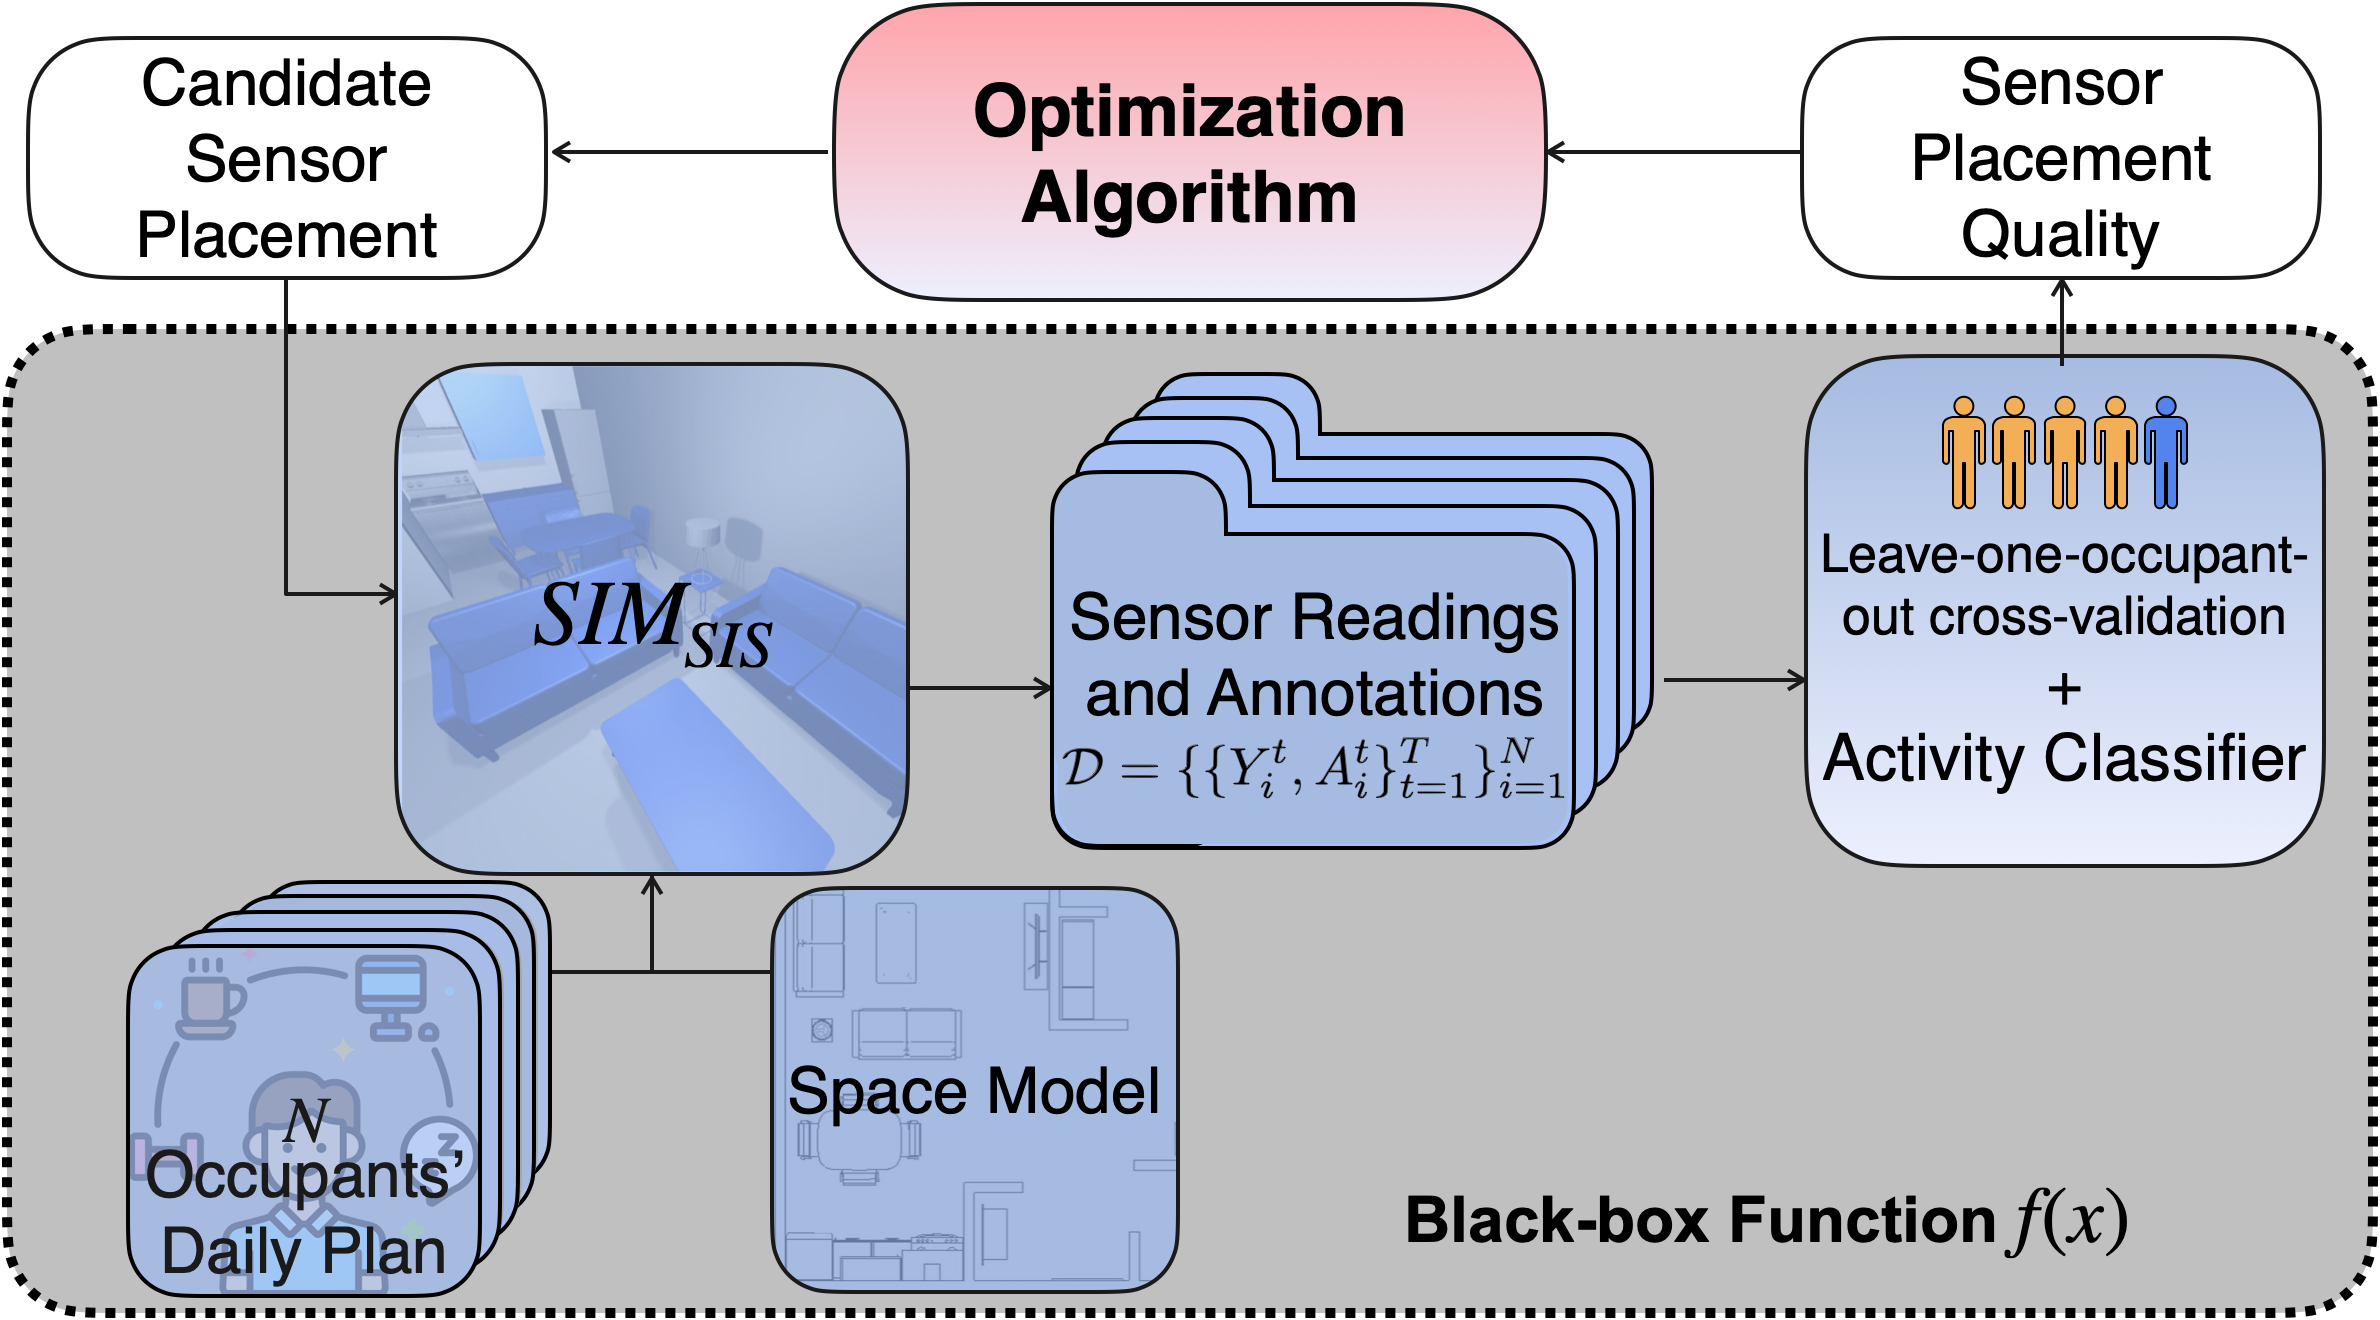 Candidate
Sensor
Placement
Optimization
Algorithm
Sensor
Placement
Quality
SIM_{SIS}
Sensor Readings
and Annotations
\mathcal{D} = \{\{Y_i^t, A_i^t\}_{t=1}^T\}_{i=1}^N
Leave-one-occupant-
out cross-validation
+
Activity Classifier
N
Occupants’
Daily Plan
z
z
Space Model
Black-box Function f(x)